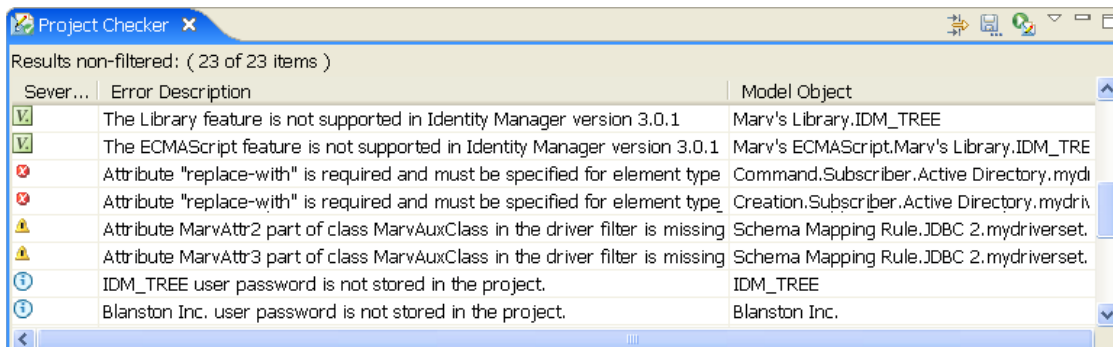 Project Checker
Results non-filtered: ( 23 of 23 items )
Sever... Error Description Model Object
V. The Library feature is not supported in Identity Manager version 3.0.1 Marv's Library.IDM_TREE
V. The ECMAScript feature is not supported in Identity Manager version 3.0.1 Marv's ECMAScript.Marv's Library.IDM_TRE
Attribute "replace-with" is required and must be specified for element type Command.Subscriber.Active Directory.mydri
Attribute "replace-with" is required and must be specified for element type Creation.Subscriber.Active Directory.mydriv
Attribute MarvAttr2 part of class MarvAuxClass in the driver filter is missing Schema Mapping Rule.JDBC 2.mydriverset.
Attribute MarvAttr3 part of class MarvAuxClass in the driver filter is missing Schema Mapping Rule.JDBC 2.mydriverset.
IDM_TREE user password is not stored in the project. IDM_TREE
Blanston Inc. user password is not stored in the project. Blanston Inc.